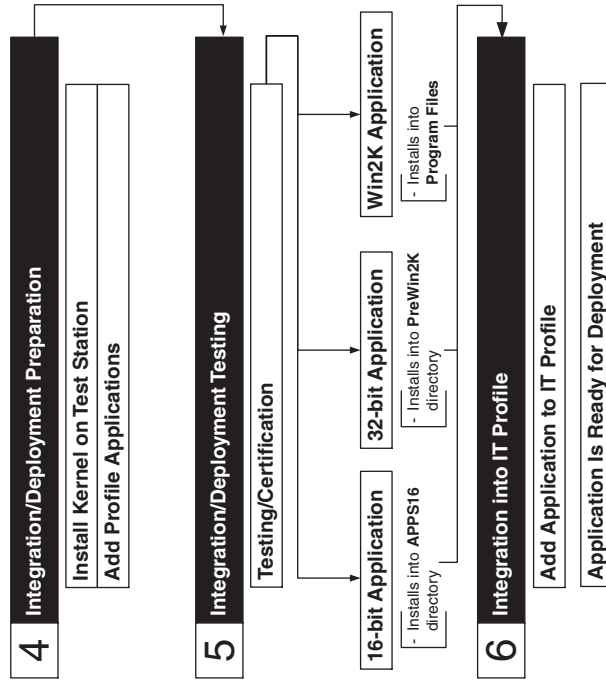 4 Integration/Deployment Preparation
Install Kernel on Test Station
Add Profile Applications
5 Integration/Deployment Testing
Testing/Certification
16-bit Application
- Installs into APPS16
directory
32-bit Application
- Installs into PreWin2K
directory
Win2K Application
- Installs into
Program Files
6 Integration into IT Profile
Add Application to IT Profile
Application Is Ready for Deployment